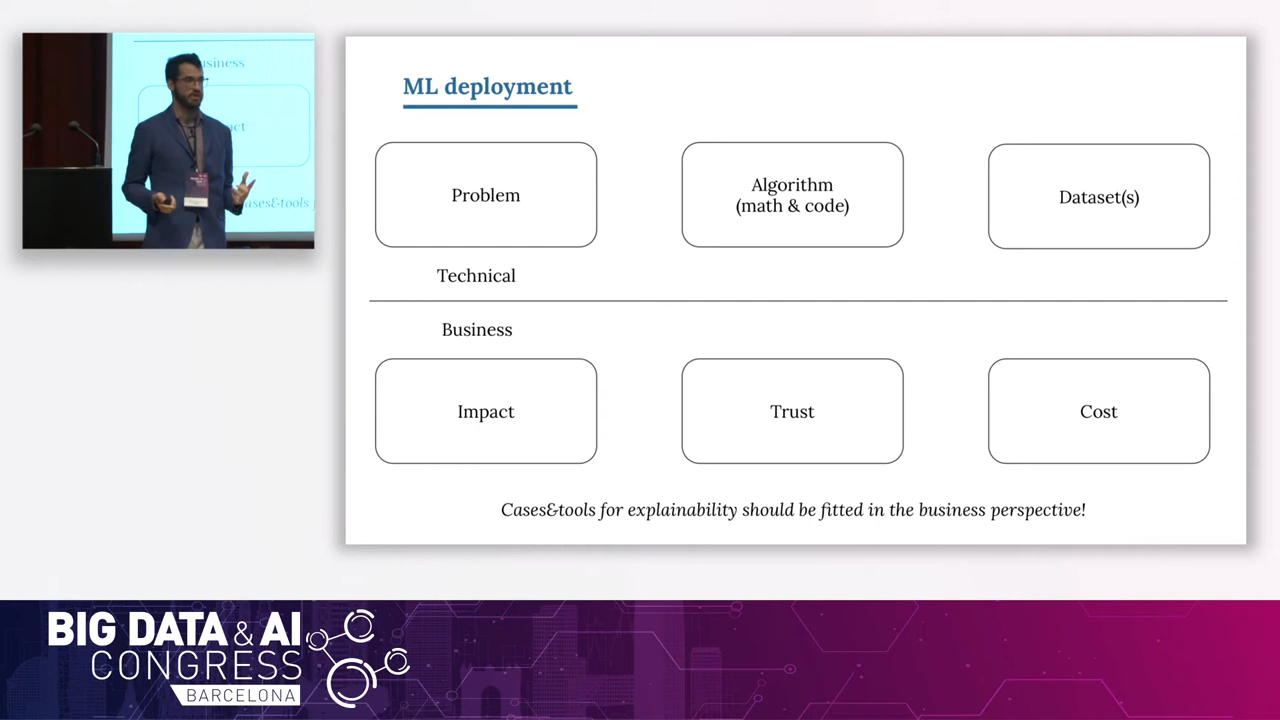 ML deployment
Problem
Algorithm
(math & code)
Dataset(s)
Technical
Business
Impact
Trust
Cost
Cases&tools for explainability should be fitted in the business perspective!
BIG DATA & AI
CONGRESS
BARCELONA